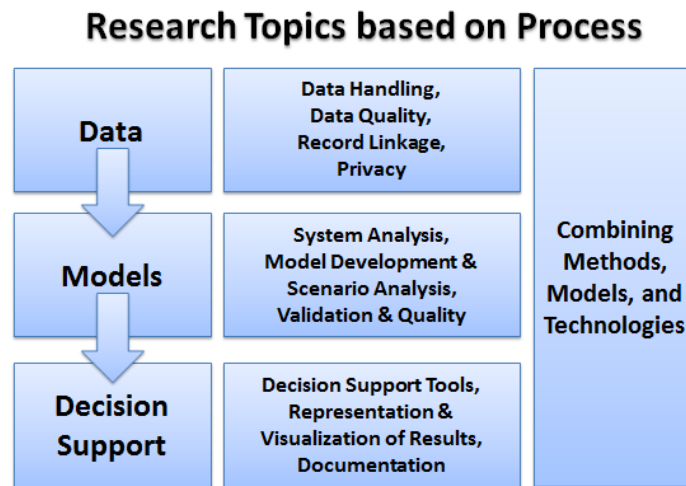 Research Topics based on Process
Data
Data Handling,
Data Quality,
Record Linkage,
Privacy
Models
System Analysis,
Model Development &
Scenario Analysis,
Validation & Quality
Decision
Support
Decision Support Tools,
Representation &
Visualization of Results,
Documentation
Combining
Methods,
Models, and
Technologies